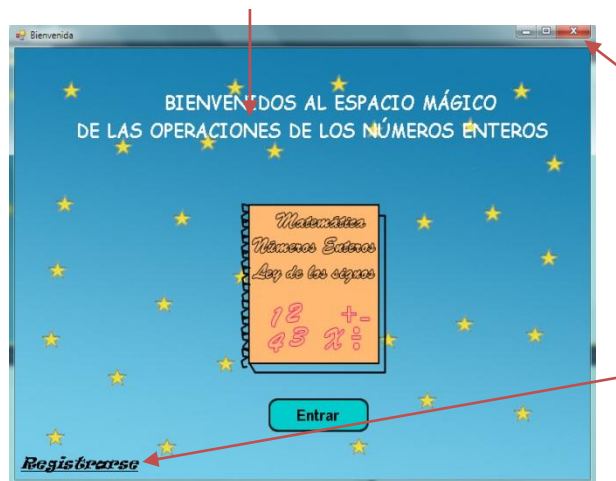 Bienvenida
BIENVENIDOS AL ESPACIO MÁGICO
DE LAS OPERACIONES DE LOS NÚMEROS ENTEROS
Matemática
Números Enteros
Ley de los signos
12 +-
43 X÷
Entrar
Registrarse